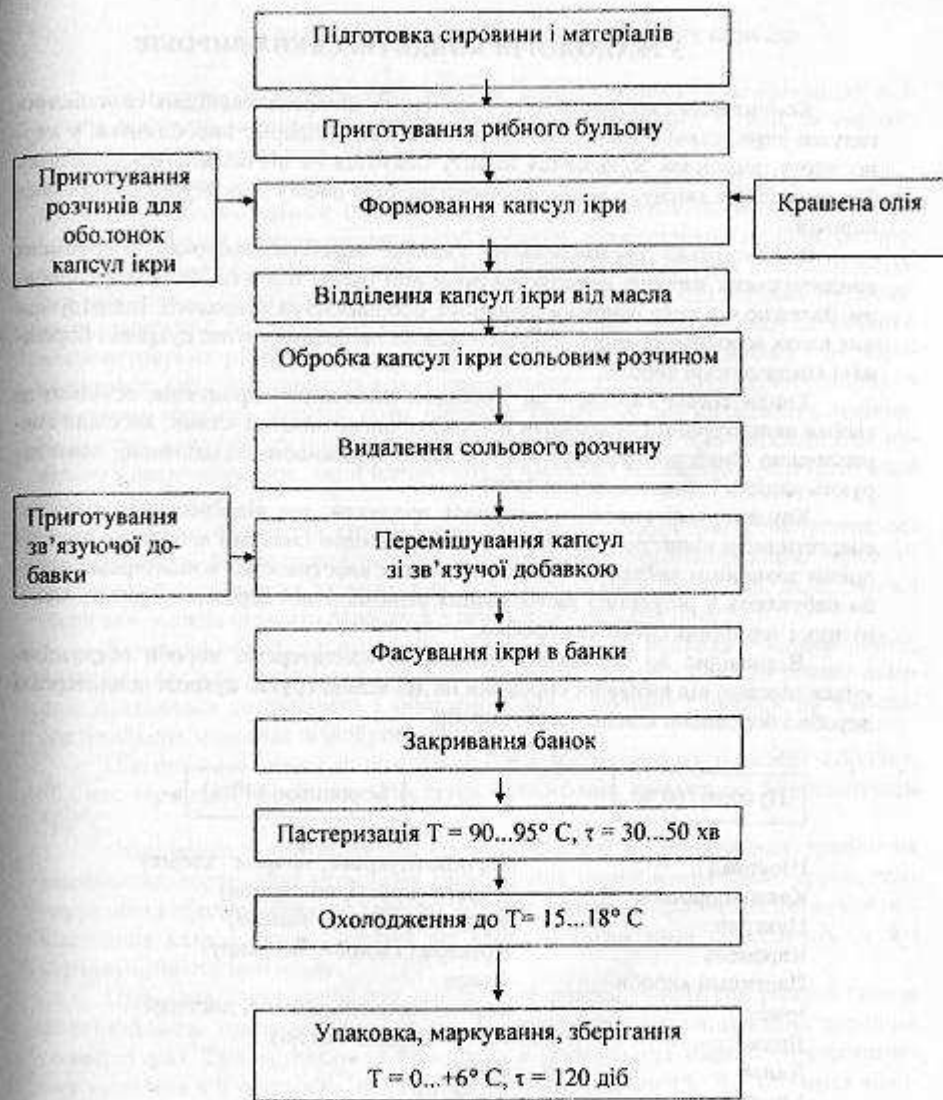 Підготовка сировини і матеріалів
Приготування рибного бульону
Приготування
розчинів для
оболонок
капсул ікри
Формовання капсул ікри
Крашена олія
Відділення капсул ікри від масла
Обробка капсул ікри сольовим розчином
Видалення сольового розчину
Приготування
зв'язуючої до-
бавки
Перемішування капсул
зі зв'язучої добавкою
Фасування ікри в банки
Закривання банок
Пастеризація T = 90...95° C, τ = 30...50 хв
Охолодження до T= 15...18° C
Упаковка, маркування, зберігання
T = 0...+6° C, τ = 120 діб